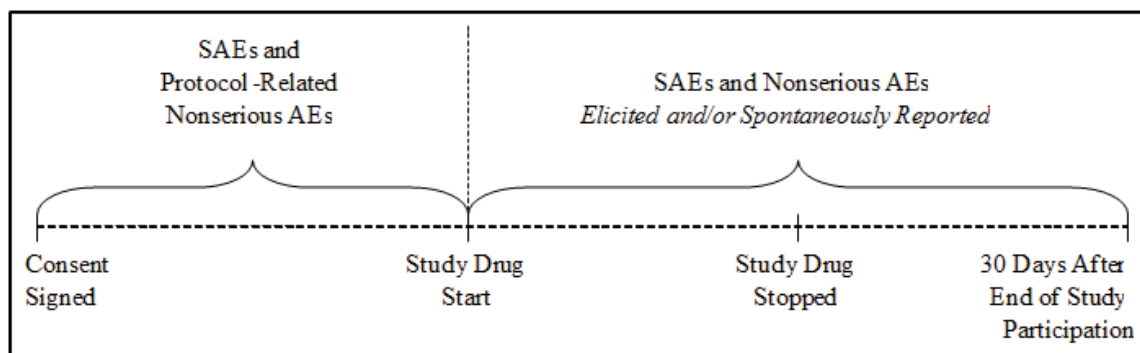 SAEs and
Protocol -Related
Nonserious AEs
SAEs and Nonserious AEs
Elicited and/or Spontaneously Reported
Consent
Signed
Study Drug
Start
Study Drug
Stopped
30 Days After
End of Study
Participation